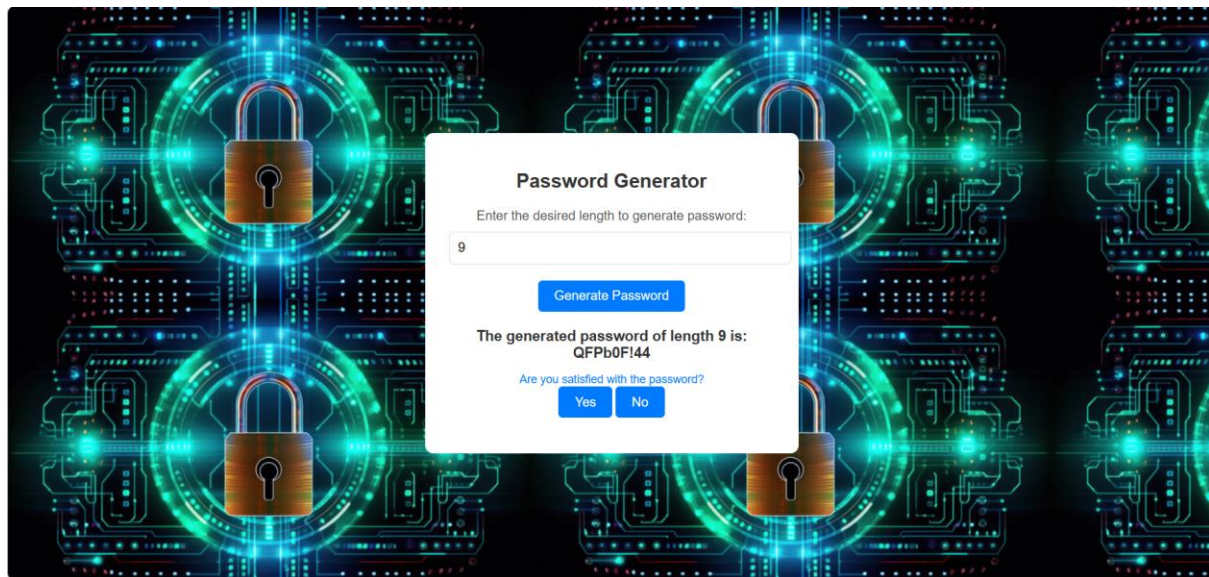 Password Generator
Enter the desired length to generate password:
9
Generate Password
The generated password of length 9 is:
QFPb0F!44
Are you satisfied with the password?
Yes No